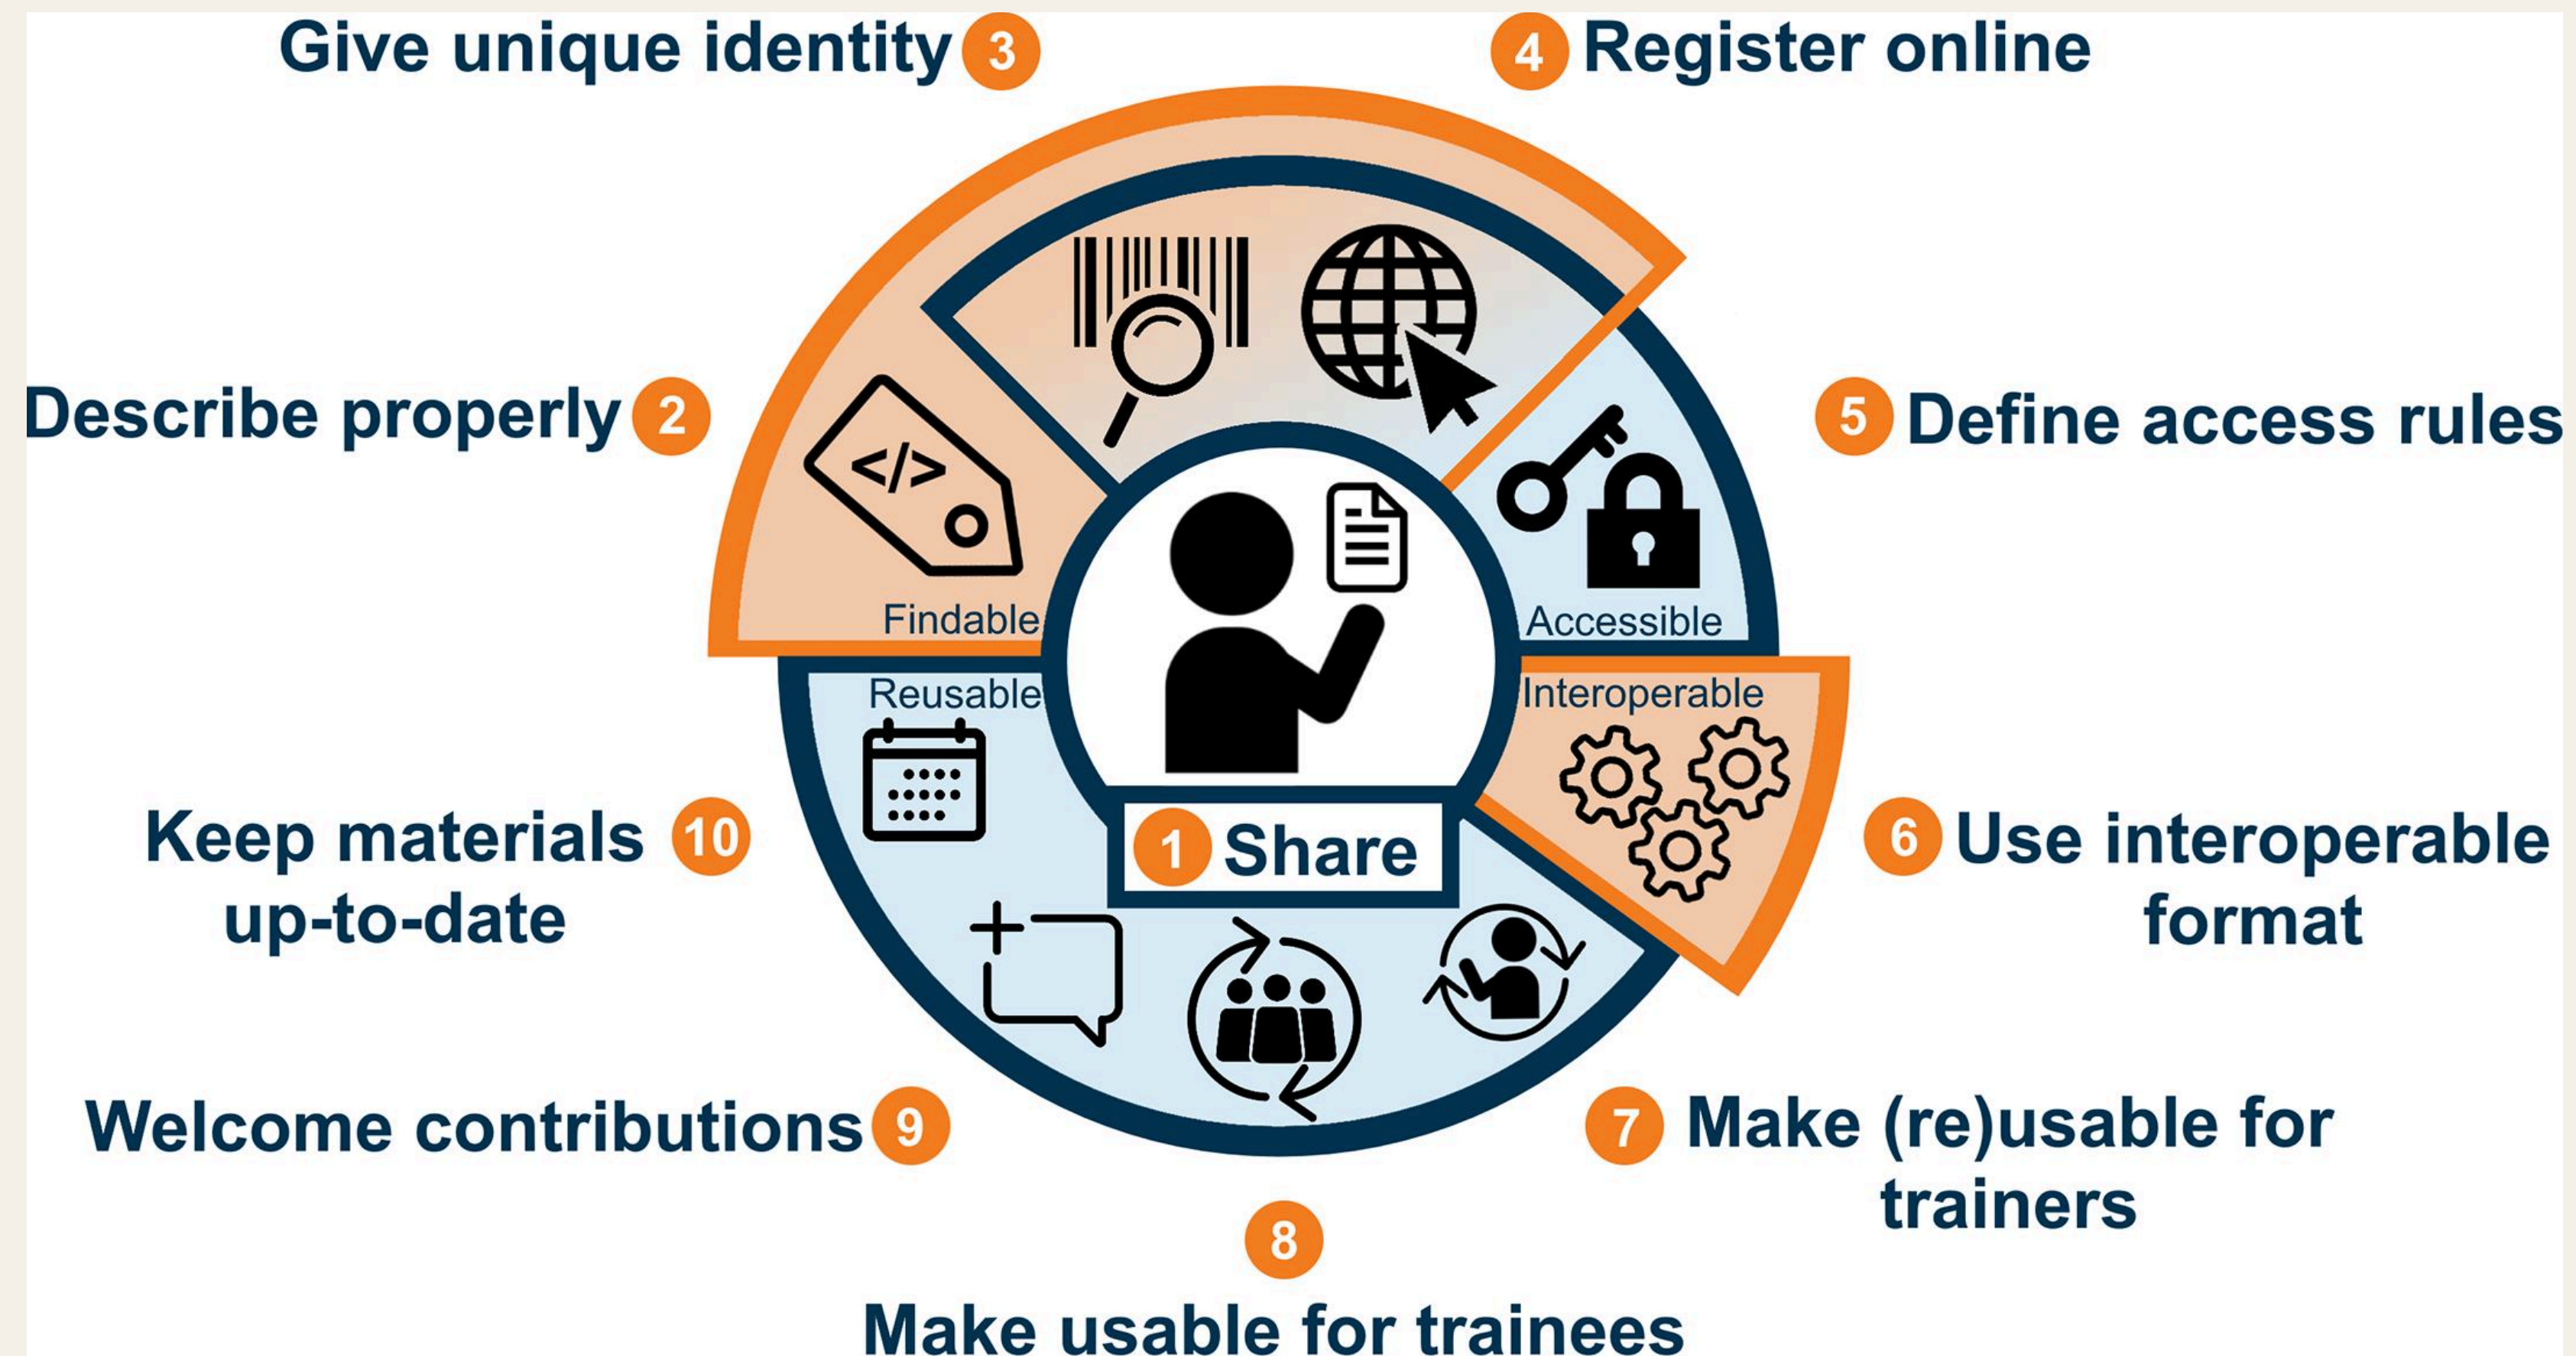 Give unique identity 3
4 Register online
Describe properly 2
5 Define access rules
</>
Findable
Accessible
Reusable
Interoperable
Keep materials 10
up-to-date
1 Share
6 Use interoperable
format
Welcome contributions 9
7 Make (re)usable for
trainers
8
Make usable for trainees